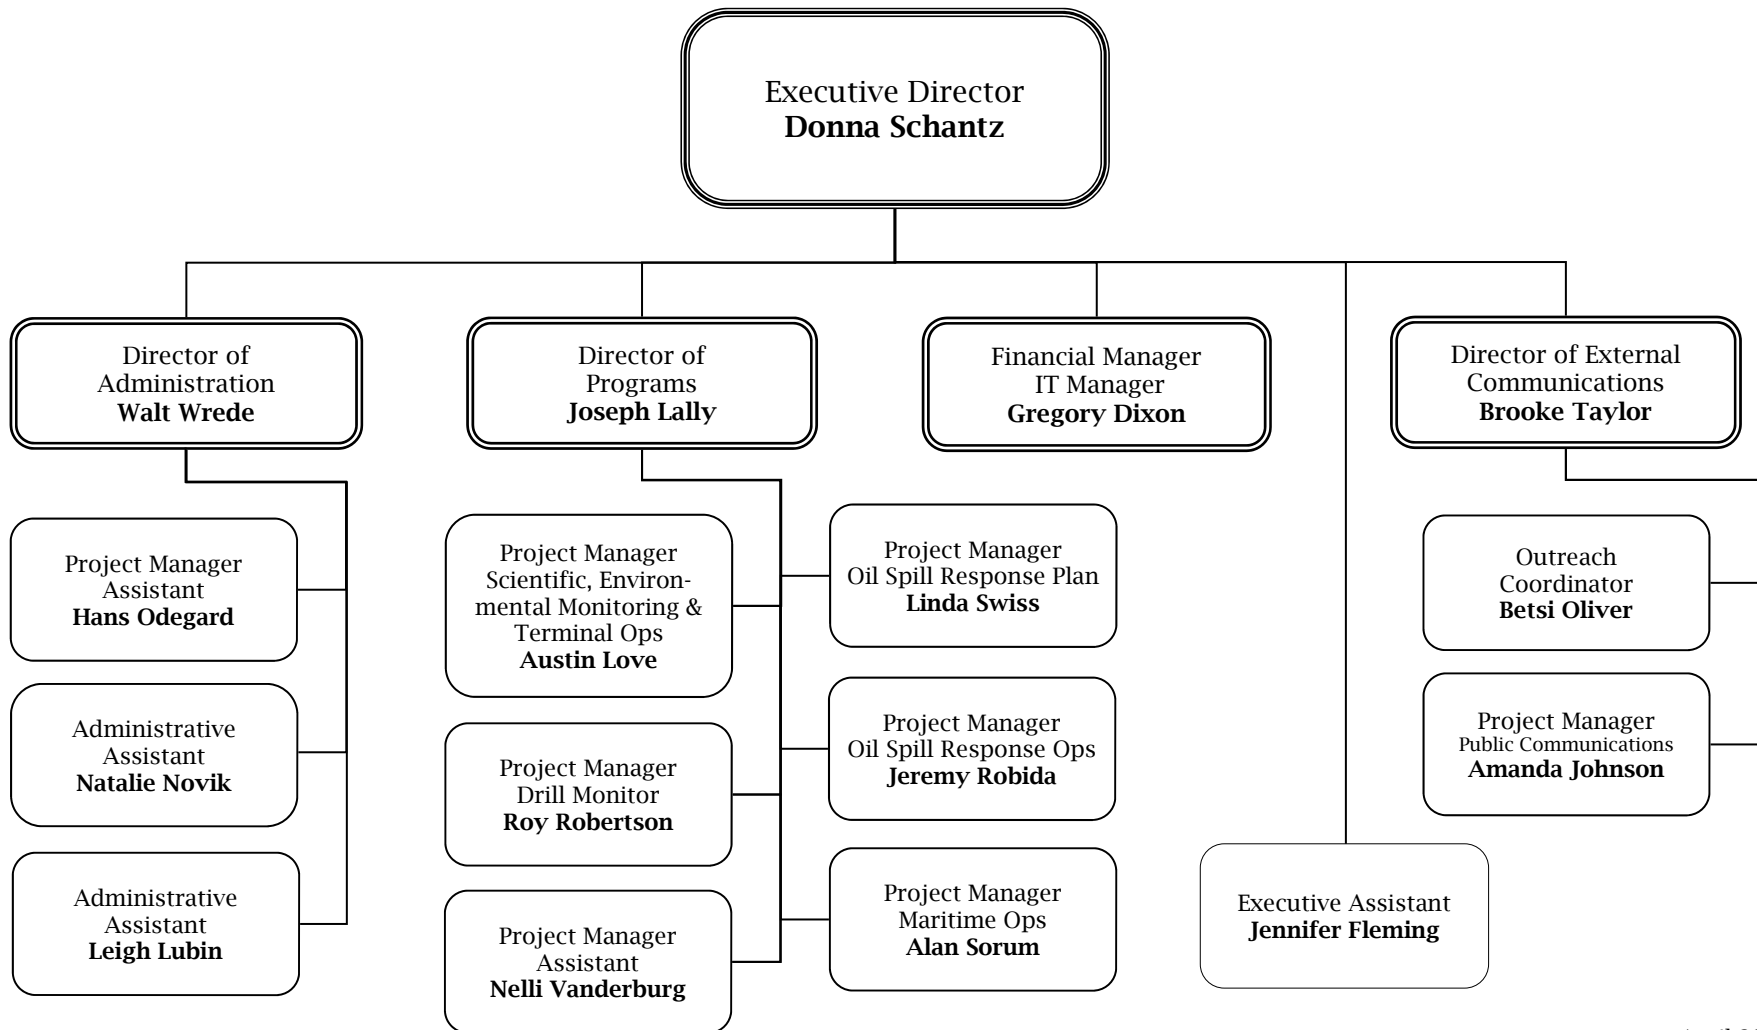 Executive Director
Donna Schantz
Director of
Administration
Walt Wrede
Director of
Programs
Joseph Lally
Financial Manager
IT Manager
Gregory Dixon
Director of External
Communications
Brooke Taylor
Project Manager
Assistant
Hans Odegard
Administrative
Assistant
Natalie Novik
Administrative
Assistant
Leigh Lubin
Project Manager
Scientific, Environ-
mental Monitoring &
Terminal Ops
Austin Love
Project Manager
Drill Monitor
Roy Robertson
Project Manager
Assistant
Nelli Vanderburg
Project Manager
Oil Spill Response Plan
Linda Swiss
Project Manager
Oil Spill Response Ops
Jeremy Robida
Project Manager
Maritime Ops
Alan Sorum
Executive Assistant
Jennifer Fleming
Outreach
Coordinator
Betsi Oliver
Project Manager
Public Communications
Amanda Johnson